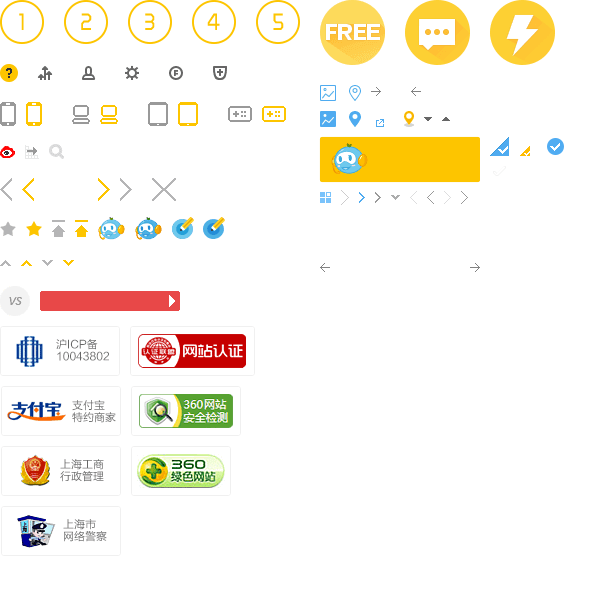 1 2 3 4 5
FREE
?
F
VS
沪ICP备
10043802
认证联盟
网站认证
支付宝
支付宝
特约商家
360网站
安全检测
上海工商
行政管理
360
绿色网站
上海市
网络警察